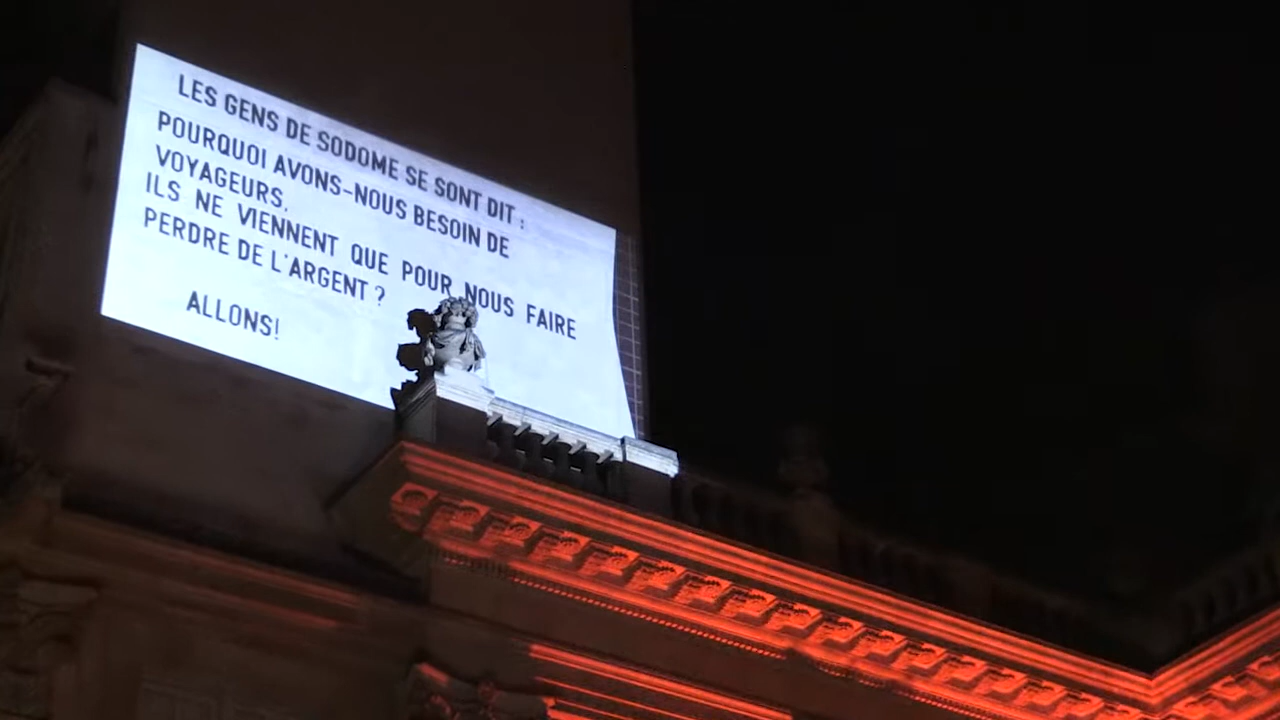 LES GENS DE SODOME SE SONT DIT :
POURQUOI AVONS-NOUS BESOIN DE
VOYAGEURS,
ILS NE VIENNENT QUE POUR NOUS FAIRE
PERDRE DE L'ARGENT ?
ALLONS!